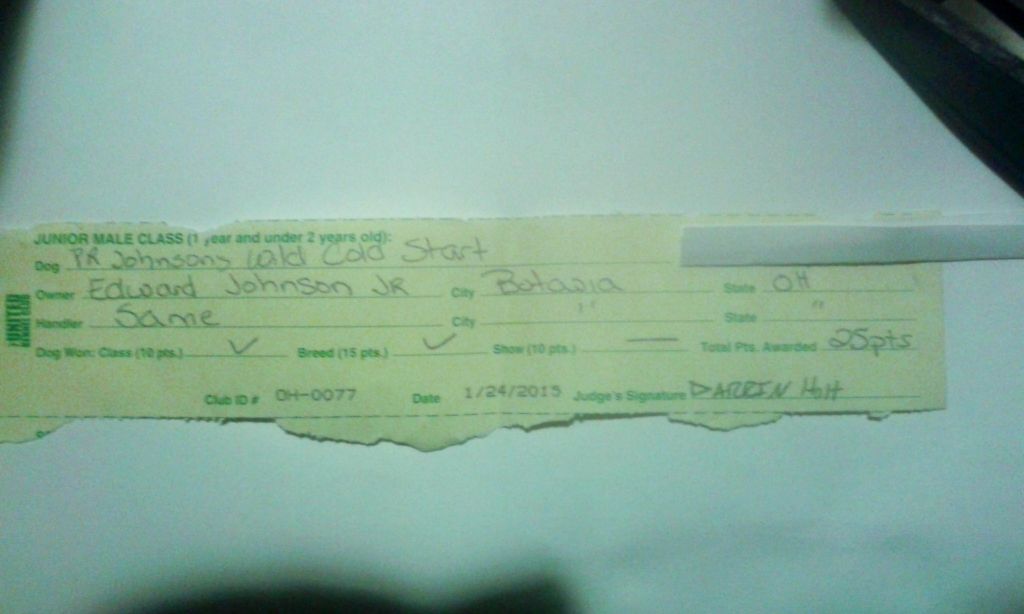 JUNIOR MALE CLASS (1 year and under 2 years old):
Dog PR Johnsons Wild Cold Start
Owner Edward Johnson JR City Batavia State OH
Handler Same City " State "
Dog Won: Class (10 pts.) ✓ Breed (15 pts.) ✓ Show (10 pts.) — Total Pts. Awarded 25pts
Club ID # OH-0077 Date 1/24/2015 Judge's Signature DARRIN Holt
UNITED